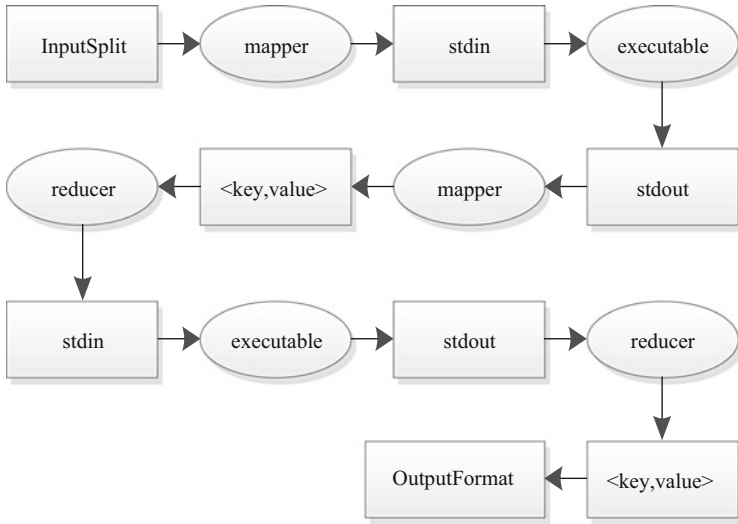 InputSplit
mapper
stdin
executable
stdout
mapper
<key,value>
reducer
stdin
executable
stdout
reducer
<key,value>
OutputFormat